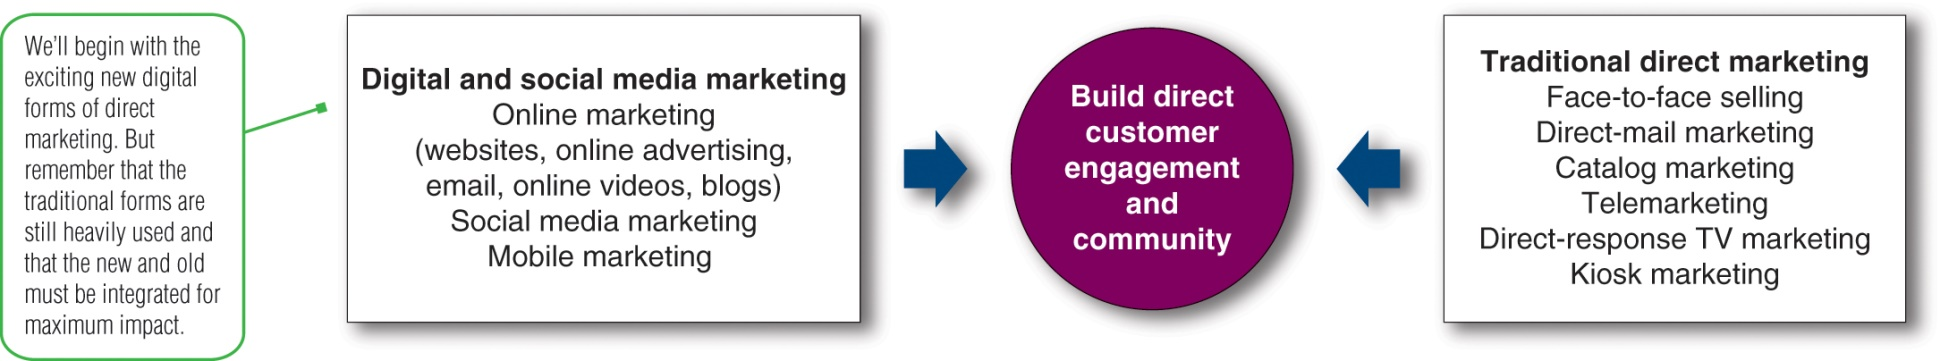 We'll begin with the
exciting new digital
forms of direct
marketing. But
remember that the
traditional forms are
still heavily used and
that the new and old
must be integrated for
maximum impact.
Digital and social media marketing
Online marketing
(websites, online advertising,
email, online videos, blogs)
Social media marketing
Mobile marketing
Build direct
customer
engagement
and
community
Traditional direct marketing
Face-to-face selling
Direct-mail marketing
Catalog marketing
Telemarketing
Direct-response TV marketing
Kiosk marketing